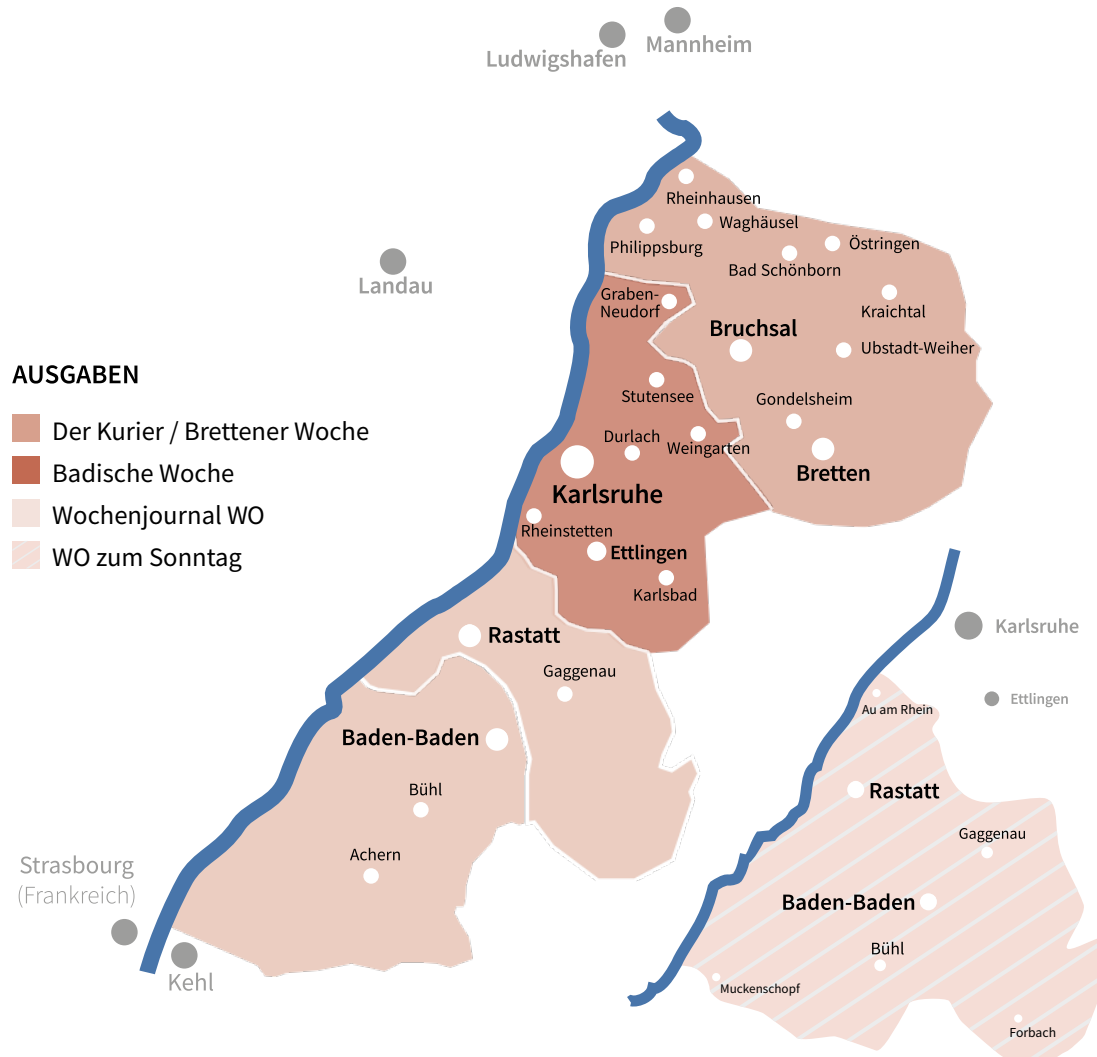 Mannheim
Ludwigshafen
Rheinhausen
Waghäusel
Philippsburg
Östringen
Bad Schönborn
Landau
Graben-
Neudorf
Kraichtal
Bruchsal
Ubstadt-Weiher
AUSGABEN
Der Kurier / Brettener Woche
Badische Woche
Wochenjournal WO
WO zum Sonntag
Stutensee
Gondelsheim
Durlach
Weingarten
Bretten
Karlsruhe
Rheinstetten
Ettlingen
Karlsbad
Rastatt
Gaggenau
Baden-Baden
Bühl
Achern
Strasbourg
(Frankreich)
Kehl
Karlsruhe
Ettlingen
Au am Rhein
Rastatt
Gaggenau
Baden-Baden
Bühl
Muckenschopf
Forbach